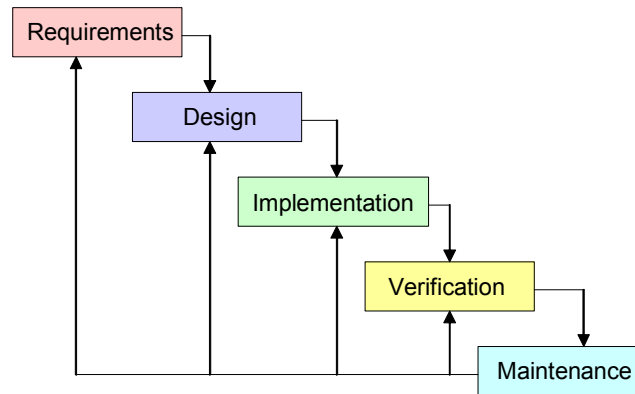 Requirements
Design
Implementation
Verification
Maintenance